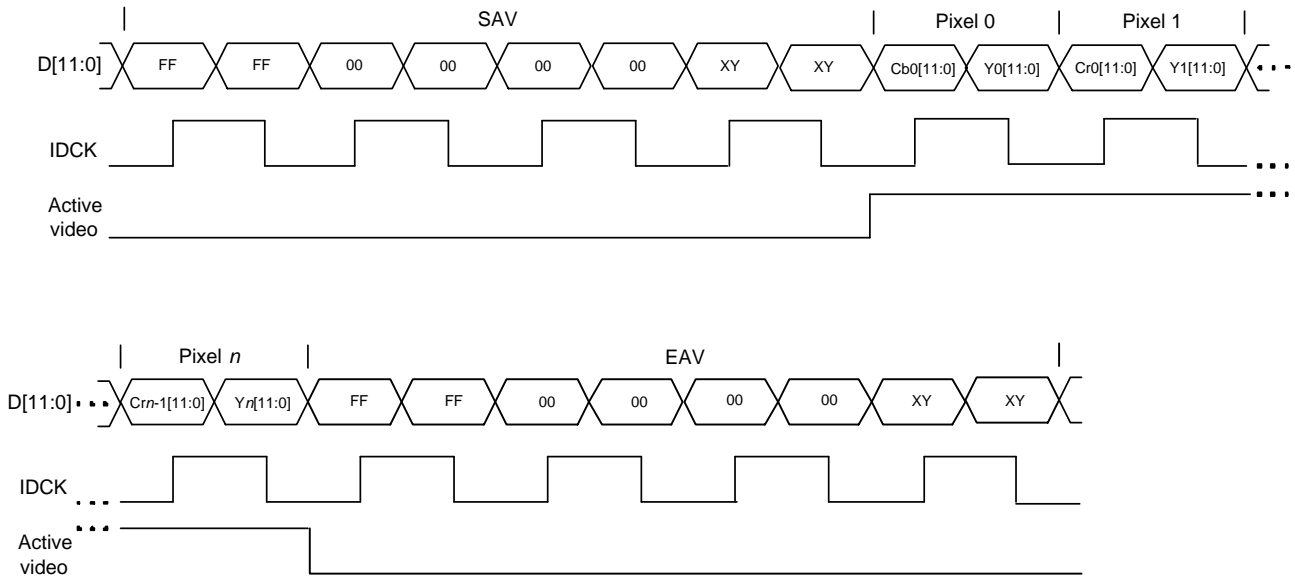 SAV Pixel 0 Pixel 1
D[11:0] FF FF 00 00 00 00 XY XY Cb0[11:0] Y0[11:0] Cr0[11:0] Y1[11:0]
IDCK
Active
video
Pixel n EAV
D[11:0] Crn-1[11:0] Yn[11:0] FF FF 00 00 00 00 XY XY
IDCK
Active
video